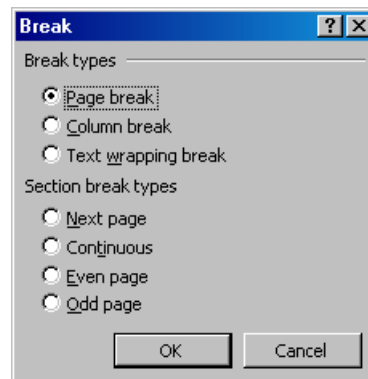 Break
Break types
Page break
Column break
Text wrapping break
Section break types
Next page
Continuous
Even page
Odd page
OK Cancel